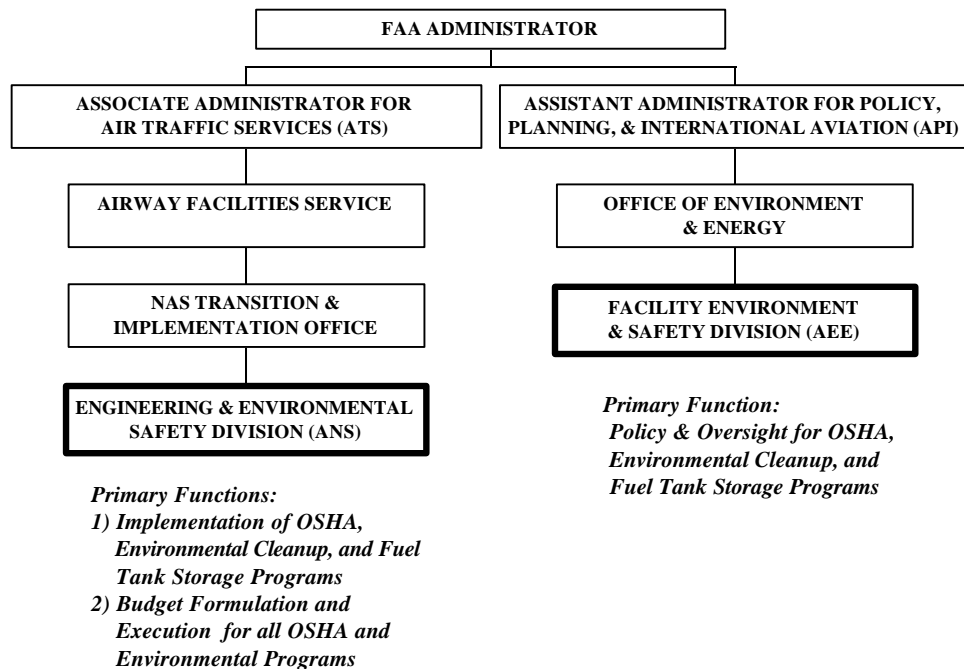 FAA ADMINISTRATOR
ASSOCIATE ADMINISTRATOR FOR
AIR TRAFFIC SERVICES (ATS)
AIRWAY FACILITIES SERVICE
NAS TRANSITION &
IMPLEMENTATION OFFICE
ENGINEERING & ENVIRONMENTAL
SAFETY DIVISION (ANS)
Primary Functions:
1) Implementation of OSHA,
Environmental Cleanup, and Fuel
Tank Storage Programs
2) Budget Formulation and
Execution for all OSHA and
Environmental Programs
ASSISTANT ADMINISTRATOR FOR POLICY,
PLANNING, & INTERNATIONAL AVIATION (API)
OFFICE OF ENVIRONMENT
& ENERGY
FACILITY ENVIRONMENT
& SAFETY DIVISION (AEE)
Primary Function:
Policy & Oversight for OSHA,
Environmental Cleanup, and
Fuel Tank Storage Programs